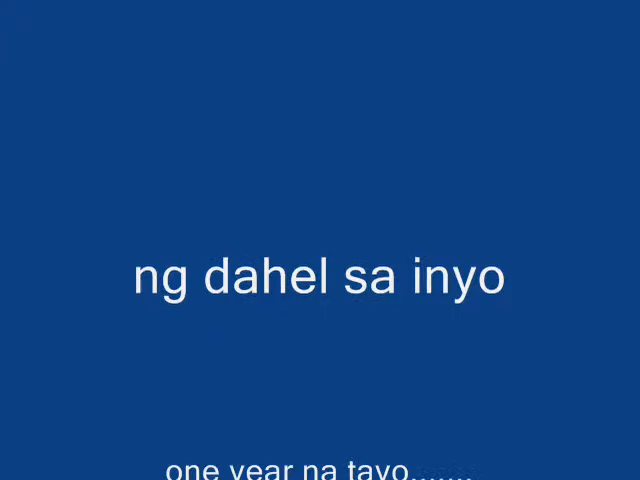 ng dahel sa inyo
one year na tayo.......